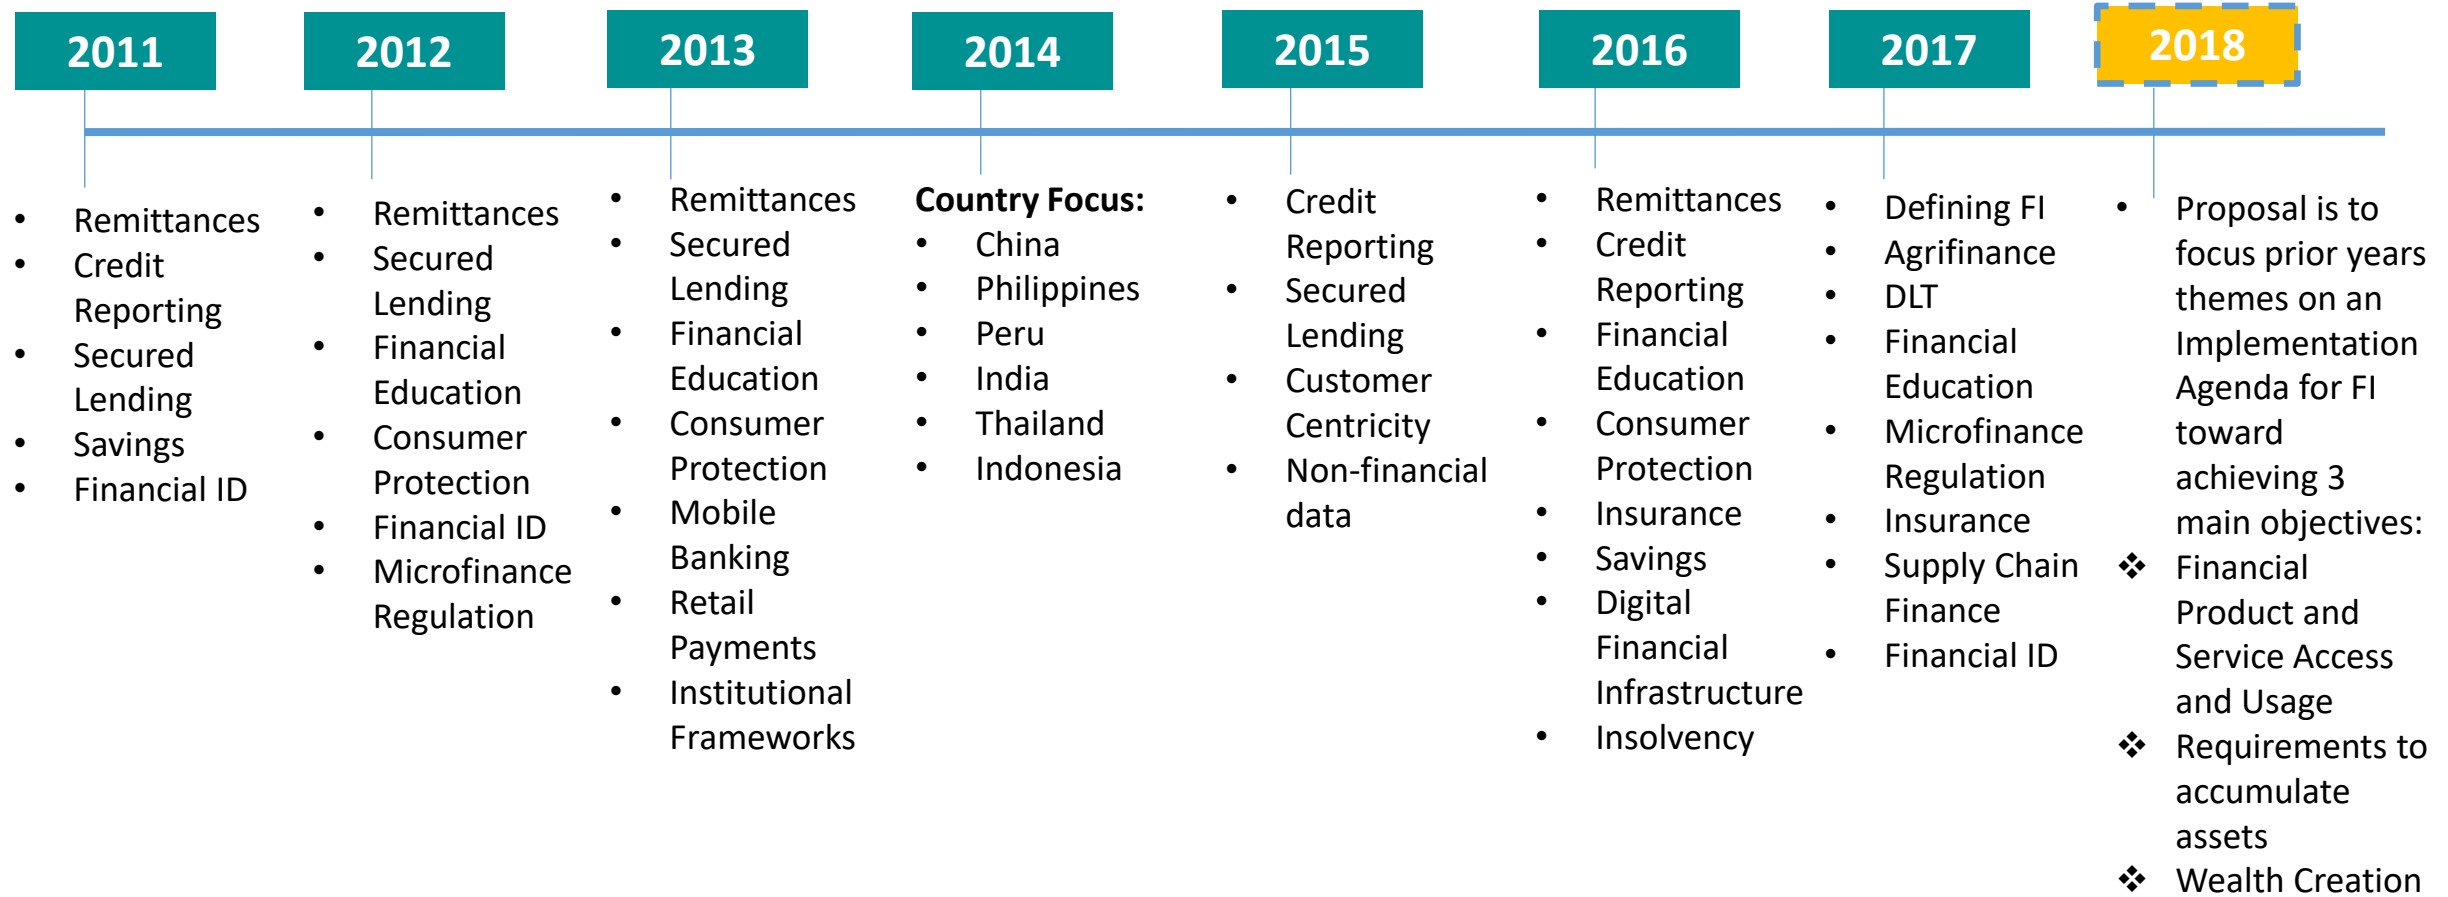 2011
• Remittances
• Credit
Reporting
• Secured
Lending
• Savings
• Financial ID
2012
• Remittances
• Secured
Lending
• Financial
Education
• Consumer
Protection
• Financial ID
• Microfinance
Regulation
2013
• Remittances
• Secured
Lending
• Financial
Education
• Consumer
Protection
• Mobile
Banking
• Retail
Payments
• Institutional
Frameworks
2014
Country Focus:
• China
• Philippines
• Peru
• India
• Thailand
• Indonesia
2015
• Credit
Reporting
• Secured
Lending
• Customer
Centricity
• Non-financial
data
2016
• Remittances
• Credit
Reporting
• Financial
Education
• Consumer
Protection
• Insurance
• Savings
• Digital
Financial
Infrastructure
• Insolvency
2017
• Defining FI
• Agrifinance
• DLT
• Financial
Education
• Microfinance
Regulation
• Insurance
• Supply Chain
Finance
• Financial ID
2018
• Proposal is to
focus prior years
themes on an
Implementation
Agenda for FI
toward
achieving 3
main objectives:
❖ Financial
Product and
Service Access
and Usage
❖ Requirements to
accumulate
assets
❖ Wealth Creation